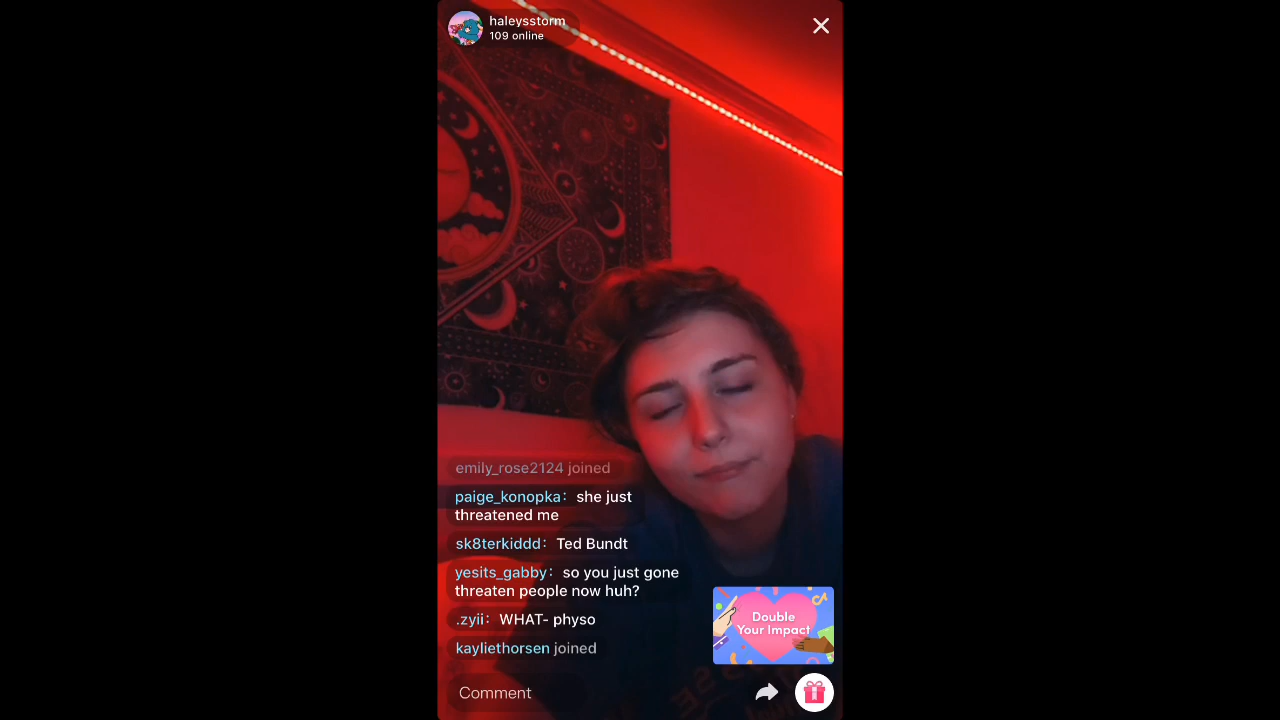 haleysstorm
109 online
emily_rose2124 joined
paige_konopka: she just
threatened me
sk8terkiddd: Ted Bundt
yesits_gabby: so you just gone
threaten people now huh?
.zyii: WHAT- physo
kayliethorsen joined
Double
Your Impact
Comment